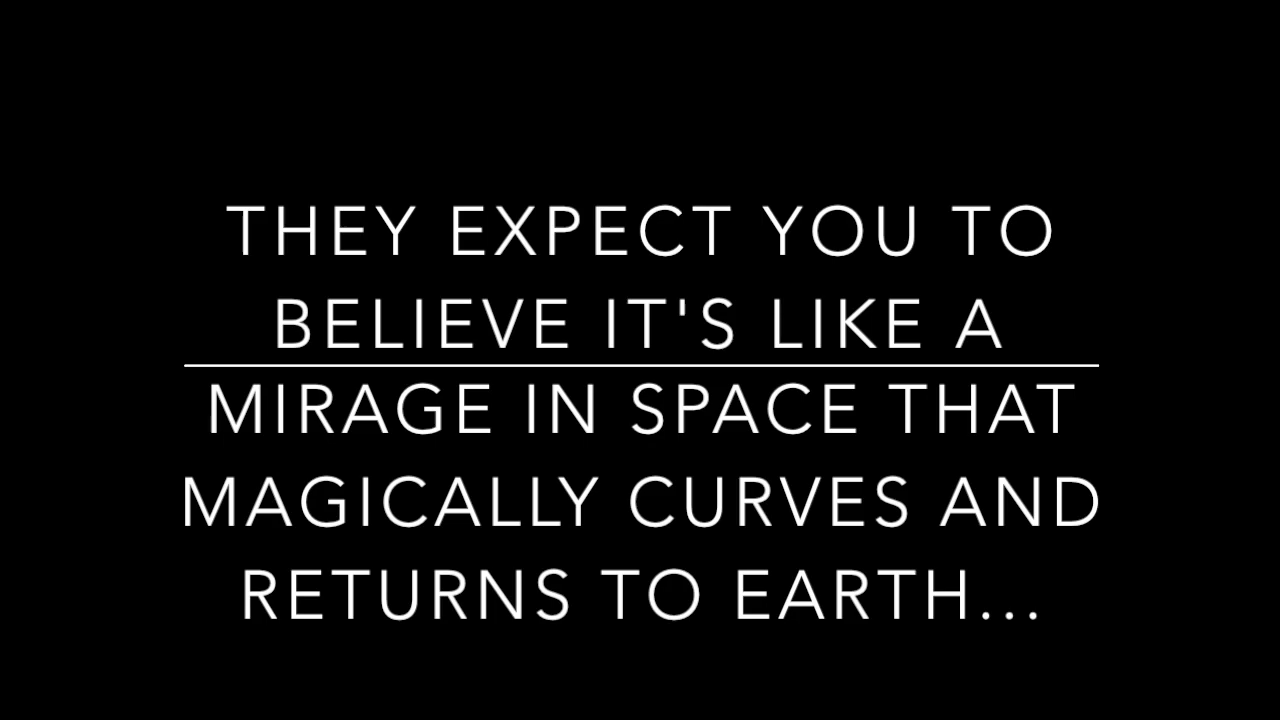 THEY EXPECT YOU TO
BELIEVE IT'S LIKE A
MIRAGE IN SPACE THAT
MAGICALLY CURVES AND
RETURNS TO EARTH...